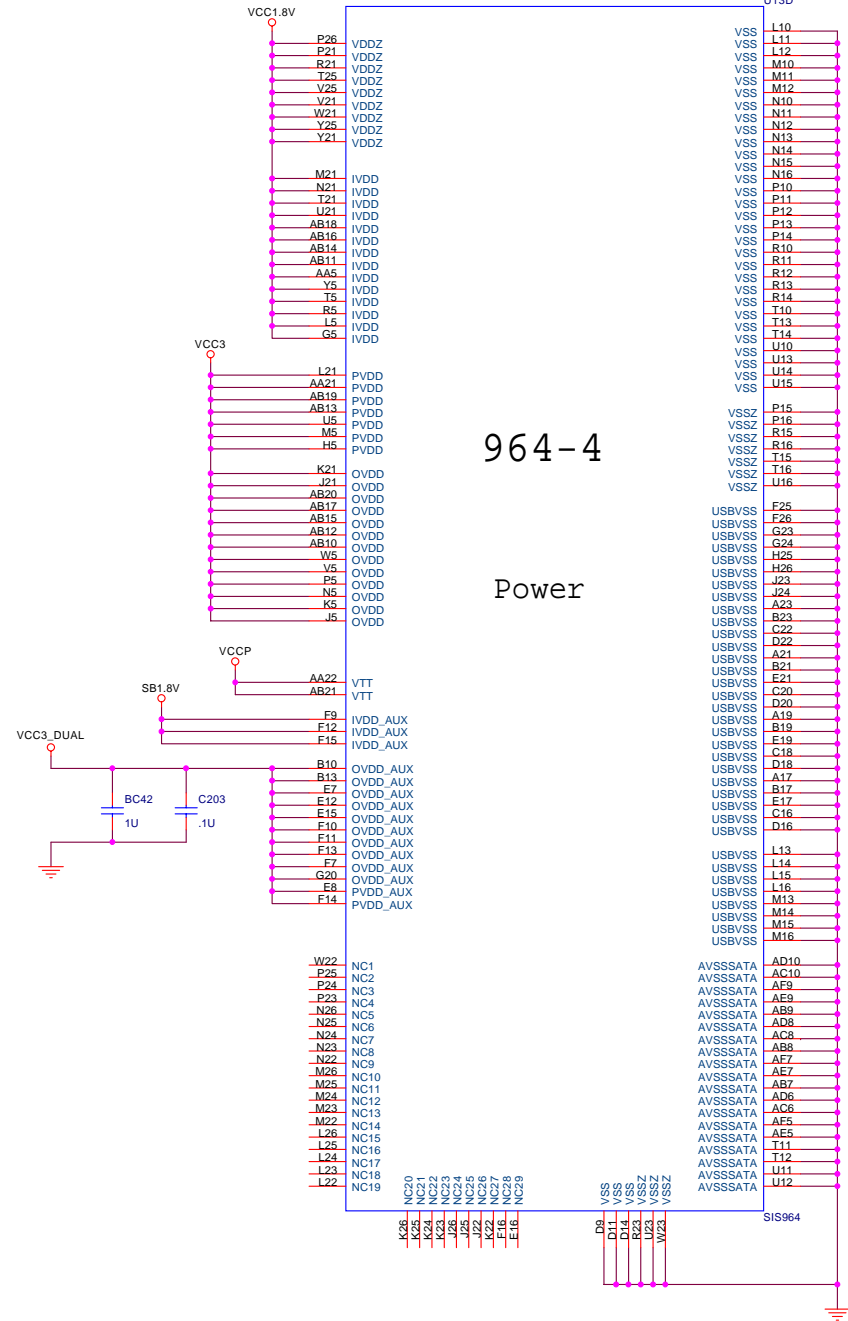 VCC1.8V
P26 VDDZ
P21 VDDZ
R21 VDDZ
T25 VDDZ
V25 VDDZ
V21 VDDZ
W21 VDDZ
Y25 VDDZ
Y21 VDDZ
M21 IVDD
N21 IVDD
T21 IVDD
U21 IVDD
AB18 IVDD
AB16 IVDD
AB14 IVDD
AB11 IVDD
AA5 IVDD
Y5 IVDD
T5 IVDD
R5 IVDD
L5 IVDD
G5 IVDD
VCC3
L21 PVDD
AA21 PVDD
AB19 PVDD
AB13 PVDD
U5 PVDD
M5 PVDD
H5 PVDD
K21 OVDD
J21 OVDD
AB20 OVDD
AB17 OVDD
AB15 OVDD
AB12 OVDD
AB10 OVDD
W5 OVDD
V5 OVDD
P5 OVDD
N5 OVDD
K5 OVDD
J5 OVDD
VCCP
AA22 VTT
AB21 VTT
SB1.8V
F9 IVDD_AUX
F12 IVDD_AUX
F15 IVDD_AUX
VCC3_DUAL
BC42
1U
C203
.1U
B10 OVDD_AUX
B13 OVDD_AUX
E7 OVDD_AUX
E12 OVDD_AUX
E15 OVDD_AUX
F10 OVDD_AUX
F11 OVDD_AUX
F13 OVDD_AUX
F7 OVDD_AUX
G20 OVDD_AUX
E8 PVDD_AUX
F14 PVDD_AUX
W22 NC1
P25 NC2
P24 NC3
P23 NC4
N26 NC5
N25 NC6
N24 NC7
N23 NC8
N22 NC9
M26 NC10
M25 NC11
M24 NC12
M23 NC13
M22 NC14
L26 NC15
L25 NC16
L24 NC17
L23 NC18
L22 NC19
964-4
Power
U13D
VSS L10
VSS L11
VSS L12
VSS M10
VSS M11
VSS M12
VSS N10
VSS N11
VSS N12
VSS N13
VSS N14
VSS N15
VSS N16
VSS P10
VSS P11
VSS P12
VSS P13
VSS P14
VSS R10
VSS R11
VSS R12
VSS R13
VSS R14
VSS T10
VSS T13
VSS T14
VSS U10
VSS U13
VSS U14
VSS U15
VSSZ P15
VSSZ P16
VSSZ R15
VSSZ R16
VSSZ T15
VSSZ T16
VSSZ U16
USBVSS F25
USBVSS F26
USBVSS G23
USBVSS G24
USBVSS H25
USBVSS H26
USBVSS J23
USBVSS J24
USBVSS A23
USBVSS B23
USBVSS C22
USBVSS D22
USBVSS A21
USBVSS B21
USBVSS E21
USBVSS C20
USBVSS D20
USBVSS A19
USBVSS B19
USBVSS E19
USBVSS C18
USBVSS D18
USBVSS A17
USBVSS B17
USBVSS E17
USBVSS C16
USBVSS D16
USBVSS L13
USBVSS L14
USBVSS L15
USBVSS L16
USBVSS M13
USBVSS M14
USBVSS M15
USBVSS M16
AVSSSATA AD10
AVSSSATA AC10
AVSSSATA AF9
AVSSSATA AE9
AVSSSATA AB9
AVSSSATA AD8
AVSSSATA AC8
AVSSSATA AB8
AVSSSATA AF7
AVSSSATA AE7
AVSSSATA AB7
AVSSSATA AD6
AVSSSATA AC6
AVSSSATA AF5
AVSSSATA AE5
AVSSSATA T11
AVSSSATA T12
AVSSSATA U11
AVSSSATA U12
SIS964
NC20 K26
NC21 K25
NC22 K24
NC23 K23
NC24 J26
NC25 J25
NC26 J22
NC27 K22
NC28 F16
NC29 E16
VSS D9
VSS D11
VSS D14
VSSZ R23
VSSZ U23
VSSZ W23